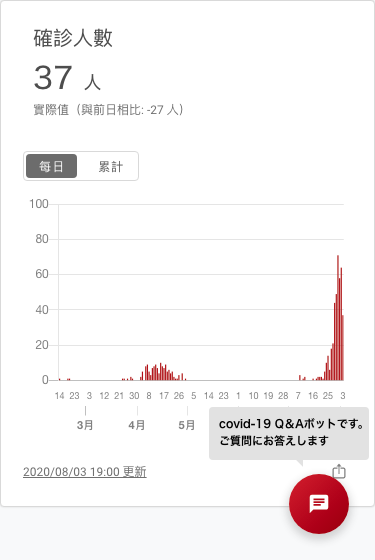 確診人數
37 人
實際值（與前日相比: -27 人）
每日 累計
100
80
60
40
20
0
14 23 3 12 21 30 8 17 26 5 14 23 1 10 19 28 7 16 25 3
3月 4月 5月
covid-19 Q&Aボットです。
ご質問にお答えします
2020/08/03 19:00 更新